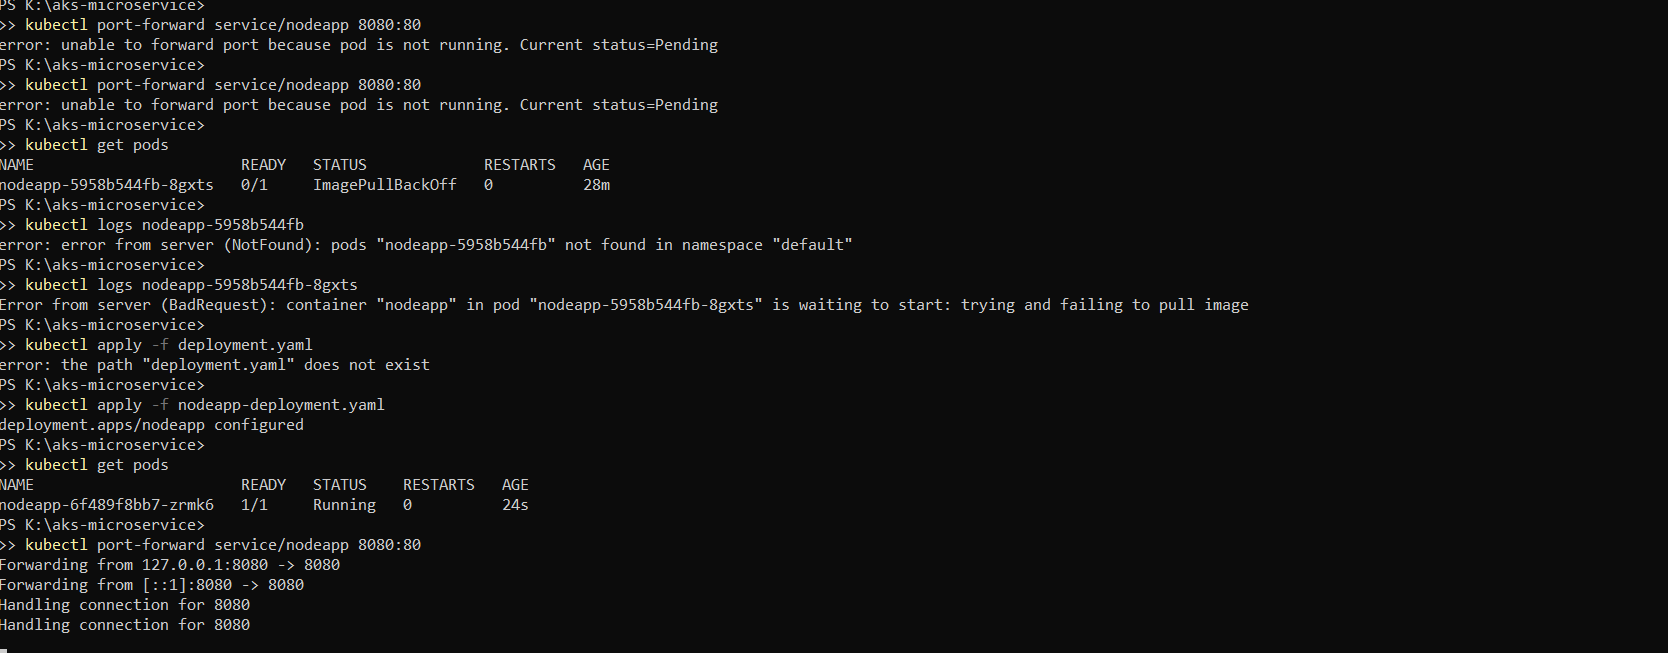 PS K:\aks-microservice>
>> kubectl port-forward service/nodeapp 8080:80
error: unable to forward port because pod is not running. Current status=Pending
PS K:\aks-microservice>
>> kubectl port-forward service/nodeapp 8080:80
error: unable to forward port because pod is not running. Current status=Pending
PS K:\aks-microservice>
>> kubectl get pods
NAME                       READY   STATUS             RESTARTS   AGE
nodeapp-5958b544fb-8gxts   0/1     ImagePullBackOff   0          28m
PS K:\aks-microservice>
>> kubectl logs nodeapp-5958b544fb
error: error from server (NotFound): pods "nodeapp-5958b544fb" not found in namespace "default"
PS K:\aks-microservice>
>> kubectl logs nodeapp-5958b544fb-8gxts
Error from server (BadRequest): container "nodeapp" in pod "nodeapp-5958b544fb-8gxts" is waiting to start: trying and failing to pull image
PS K:\aks-microservice>
>> kubectl apply -f deployment.yaml
error: the path "deployment.yaml" does not exist
PS K:\aks-microservice>
>> kubectl apply -f nodeapp-deployment.yaml
deployment.apps/nodeapp configured
PS K:\aks-microservice>
>> kubectl get pods
NAME                       READY   STATUS    RESTARTS   AGE
nodeapp-6f489f8bb7-zrmk6   1/1     Running   0          24s
PS K:\aks-microservice>
>> kubectl port-forward service/nodeapp 8080:80
Forwarding from 127.0.0.1:8080 -> 8080
Forwarding from [::1]:8080 -> 8080
Handling connection for 8080
Handling connection for 8080